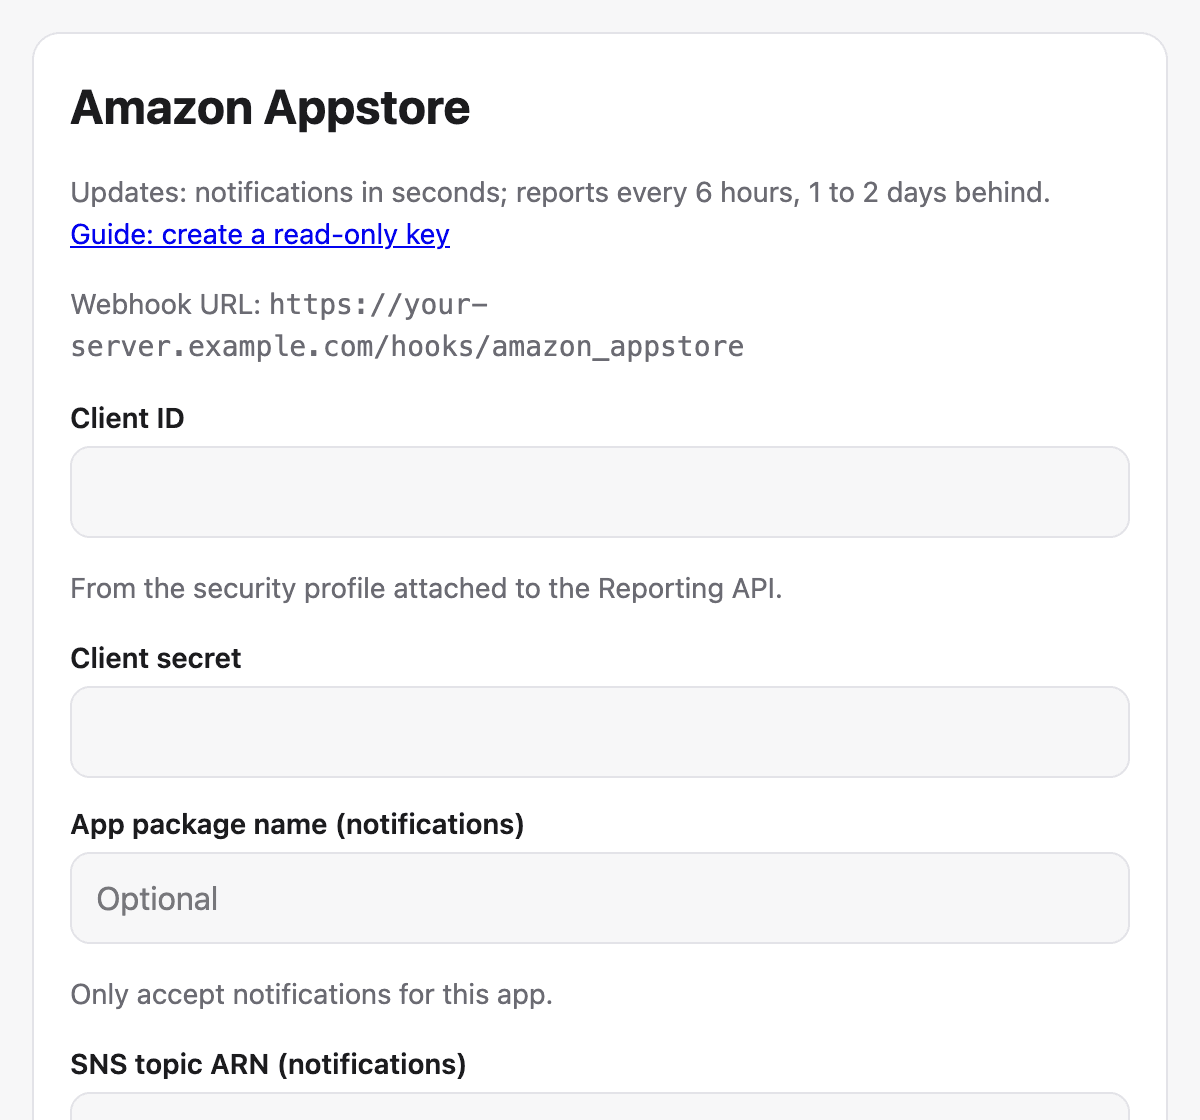 Amazon Appstore
Updates: notifications in seconds; reports every 6 hours, 1 to 2 days behind.
Guide: create a read-only key
Webhook URL: https://your-
server.example.com/hooks/amazon_appstore
Client ID
From the security profile attached to the Reporting API.
Client secret
App package name (notifications)
Optional
Only accept notifications for this app.
SNS topic ARN (notifications)